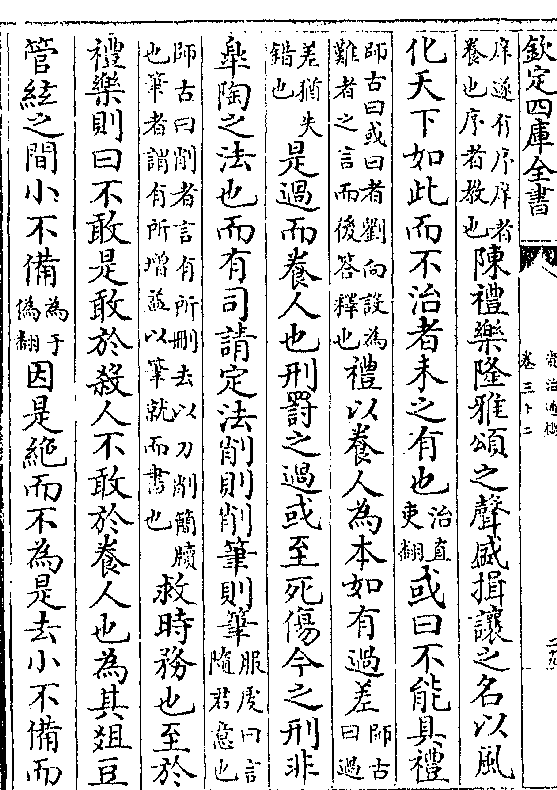 欽定四庫全書
資治通鑑
卷三十二
庠遂有序庠者養也序者教也陳禮樂隆雅頌之聲盛揖讓之名以風
化天下如此而不治者未之有也治直吏翻或曰不能具禮
師古曰或曰者劉向設為難者之言而後答釋也禮以養人為本如有過差師古曰過
差猶失錯也是過而養人也刑罰之過或至死傷今之刑非
皐陶之法也而有司請定法削則削筆則筆服虔曰言隨君意也
師古曰削者言有所刪去以刀削簡牘也筆者謂有所增益以筆就而書也救時務也至於
禮樂則曰不敢是敢於殺人不敢於養人也為其俎豆
管絃之間小不備為于偽翻因是絶而不為是去小不備而